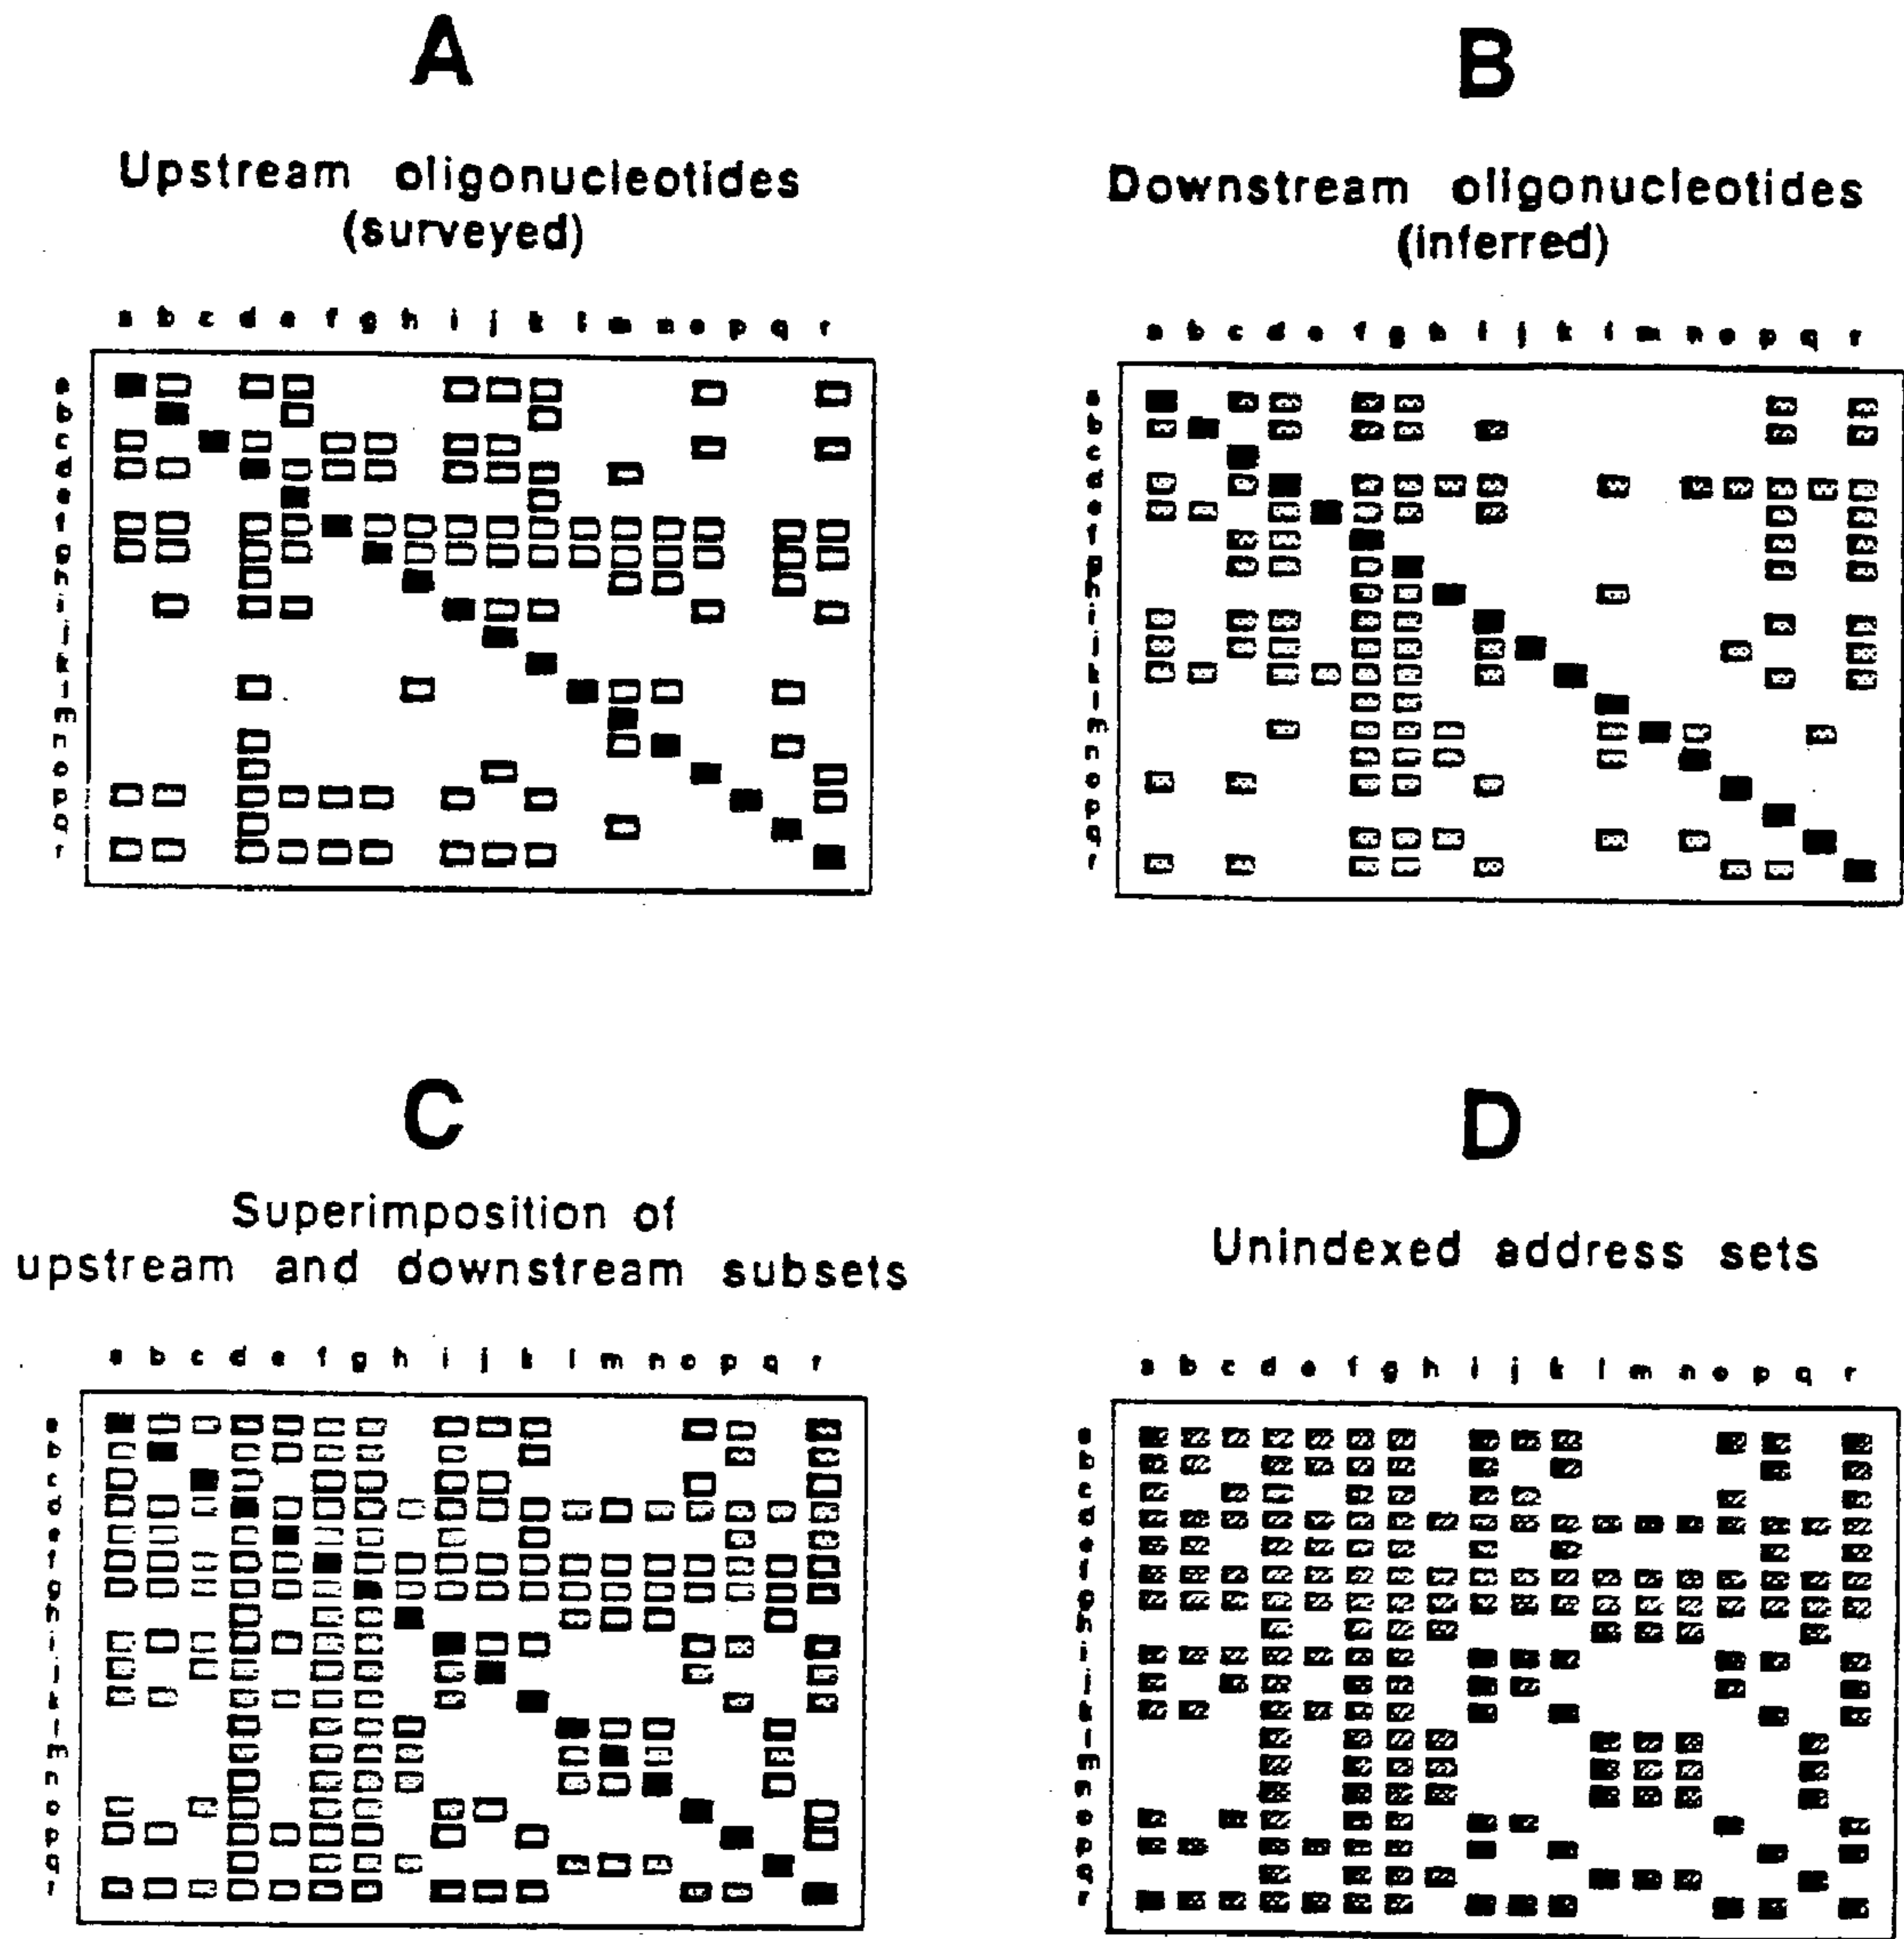 A
Upstream oligonucleotides
(surveyed)
a b c d e f g h i j k l m n o p q r
a
b
c
d
e
f
g
h
i
j
k
l
m
n
o
p
q
r
B
Downstream oligonucleotides
(inferred)
a b c d e f g h i j k l m n o p q r
a
b
c
d
e
f
g
h
i
j
k
l
m
n
o
p
q
r
C
Superimposition of
upstream and downstream subsets
a b c d e f g h i j k l m n o p q r
a
b
c
d
e
f
g
h
i
j
k
l
m
n
o
p
q
r
D
Unindexed address sets
a b c d e f g h i j k l m n o p q r
a
b
c
d
e
f
g
h
i
j
k
l
m
n
o
p
q
r